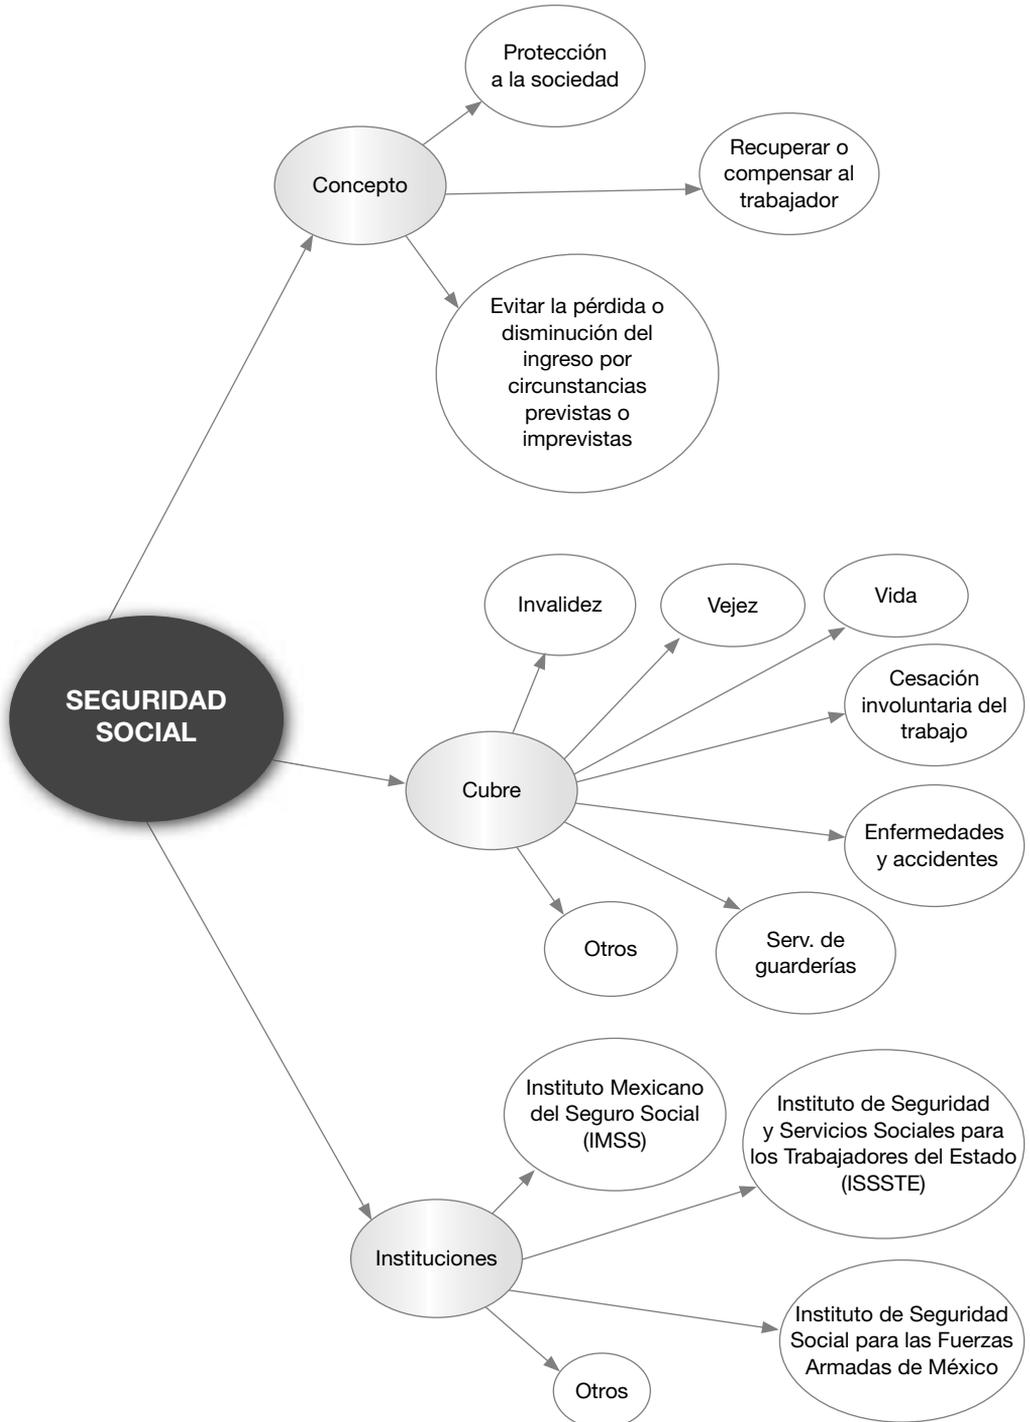 Protección
a la sociedad
Concepto
Recuperar o
compensar al
trabajador
Evitar la pérdida o
disminución del
ingreso por
circunstancias
previstas o
imprevistas
SEGURIDAD
SOCIAL
Invalidez
Vejez
Vida
Cesación
involuntaria del
trabajo
Cubre
Enfermedades
y accidentes
Otros
Serv. de
guarderías
Instituto Mexicano
del Seguro Social
(IMSS)
Instituto de Seguridad
y Servicios Sociales para
los Trabajadores del Estado
(ISSSTE)
Instituciones
Instituto de Seguridad
Social para las Fuerzas
Armadas de México
Otros